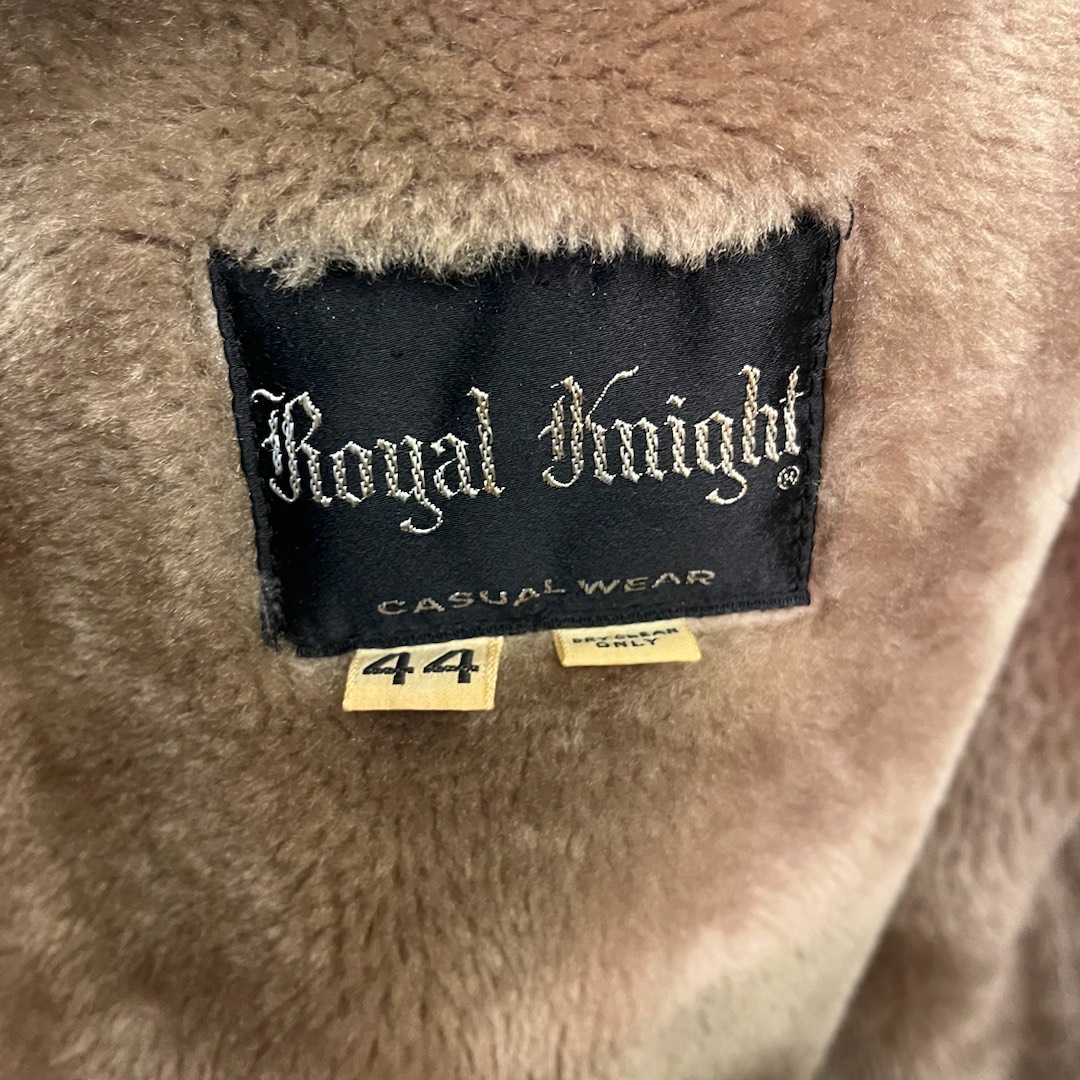 Royal Knight
®
CASUAL WEAR
44
DRY CLEAN
ONLY